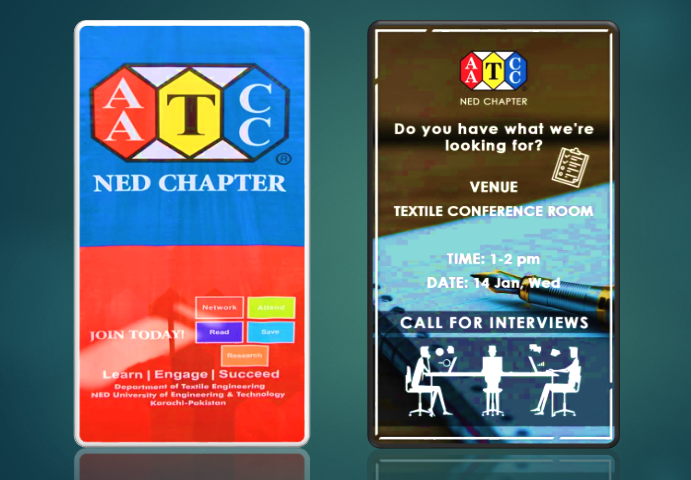 A C
A T C
®
NED CHAPTER
Network Attend
JOIN TODAY! Read Save
Research
Learn | Engage | Succeed
Department of Textile Engineering
NED University of Engineering & Technology
Karachi-Pakistan
A C
A T C
NED CHAPTER
Do you have what we're
looking for?
VENUE
TEXTILE CONFERENCE ROOM
TIME: 1-2 pm
DATE: 14 Jan, Wed
CALL FOR INTERVIEWS